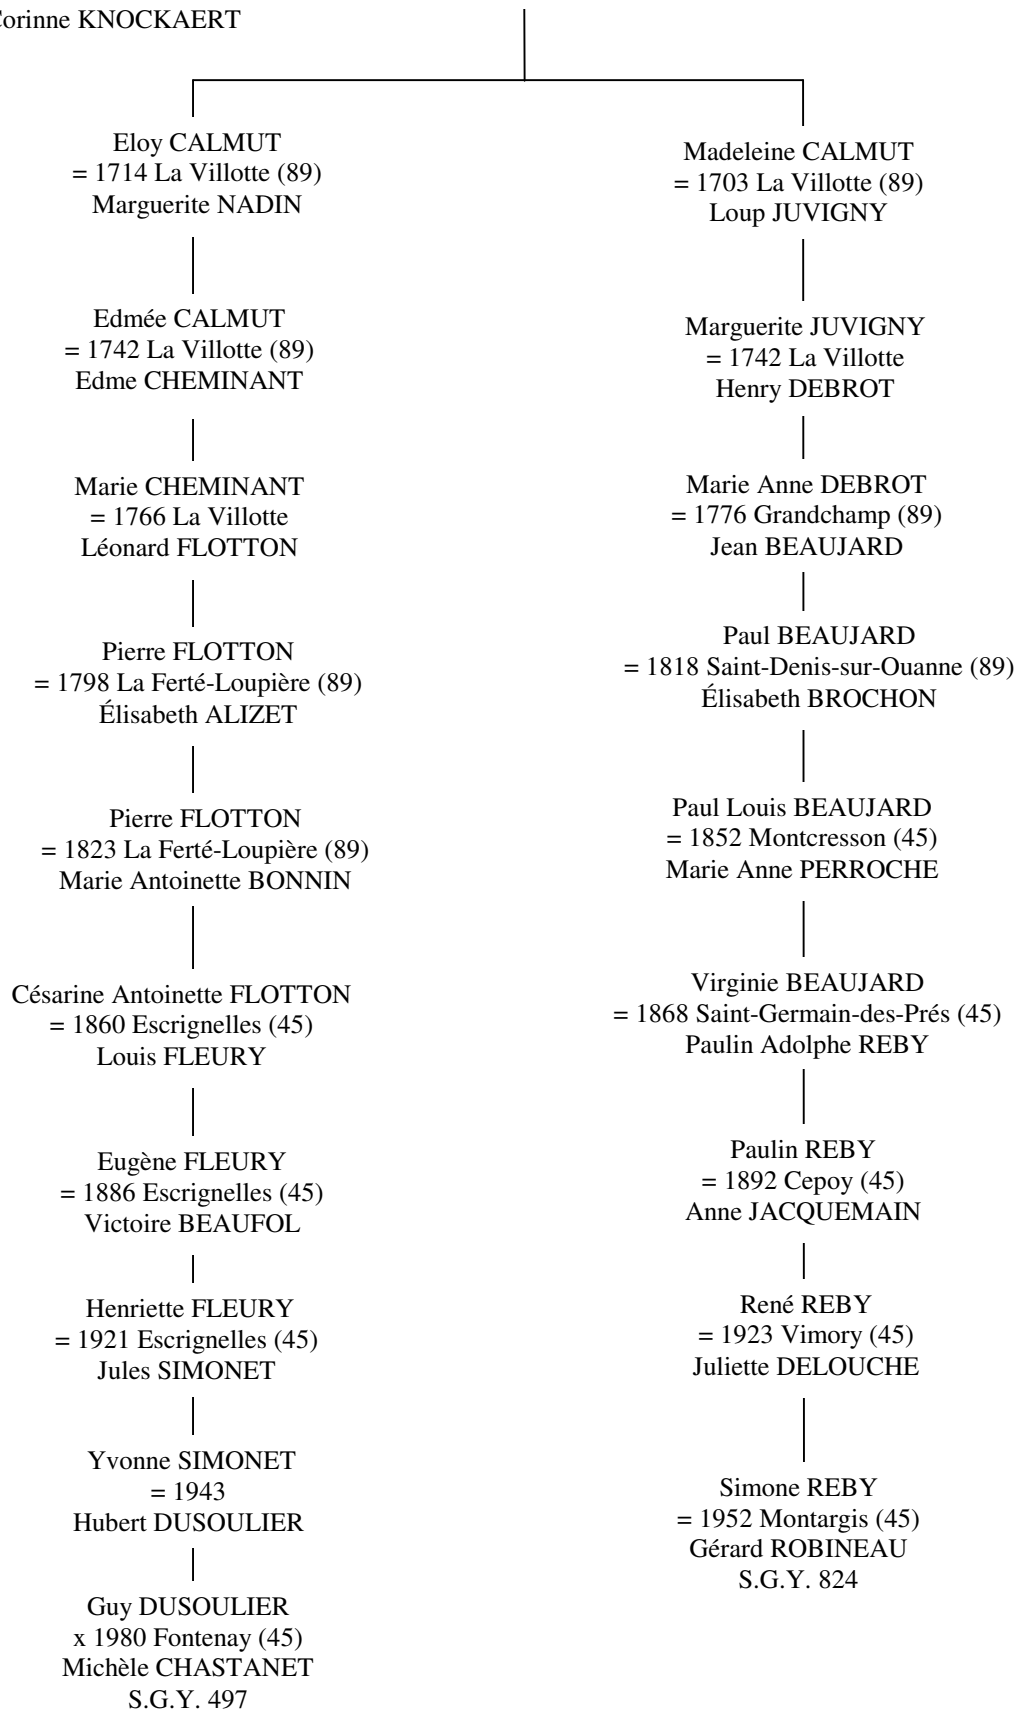 Corinne KNOCKAERT
Eloy CALMUT
= 1714 La Villotte (89)
Marguerite NADIN
Edmée CALMUT
= 1742 La Villotte (89)
Edme CHEMINANT
Marie CHEMINANT
= 1766 La Villotte
Léonard FLOTTON
Pierre FLOTTON
= 1798 La Ferté-Loupière (89)
Élisabeth ALIZET
Pierre FLOTTON
= 1823 La Ferté-Loupière (89)
Marie Antoinette BONNIN
Césarine Antoinette FLOTTON
= 1860 Escrignelles (45)
Louis FLEURY
Eugène FLEURY
= 1886 Escrignelles (45)
Victoire BEAUFOL
Henriette FLEURY
= 1921 Escrignelles (45)
Jules SIMONET
Yvonne SIMONET
= 1943
Hubert DUSOULIER
Guy DUSOULIER
x 1980 Fontenay (45)
Michèle CHASTANET
S.G.Y. 497
Madeleine CALMUT
= 1703 La Villotte (89)
Loup JUVIGNY
Marguerite JUVIGNY
= 1742 La Villotte
Henry DEBROT
Marie Anne DEBROT
= 1776 Grandchamp (89)
Jean BEAUJARD
Paul BEAUJARD
= 1818 Saint-Denis-sur-Ouanne (89)
Élisabeth BROCHON
Paul Louis BEAUJARD
= 1852 Montcresson (45)
Marie Anne PERROCHE
Virginie BEAUJARD
= 1868 Saint-Germain-des-Prés (45)
Paulin Adolphe REBY
Paulin REBY
= 1892 Cepoy (45)
Anne JACQUEMAIN
René REBY
= 1923 Vimory (45)
Juliette DELOUCHE
Simone REBY
= 1952 Montargis (45)
Gérard ROBINEAU
S.G.Y. 824